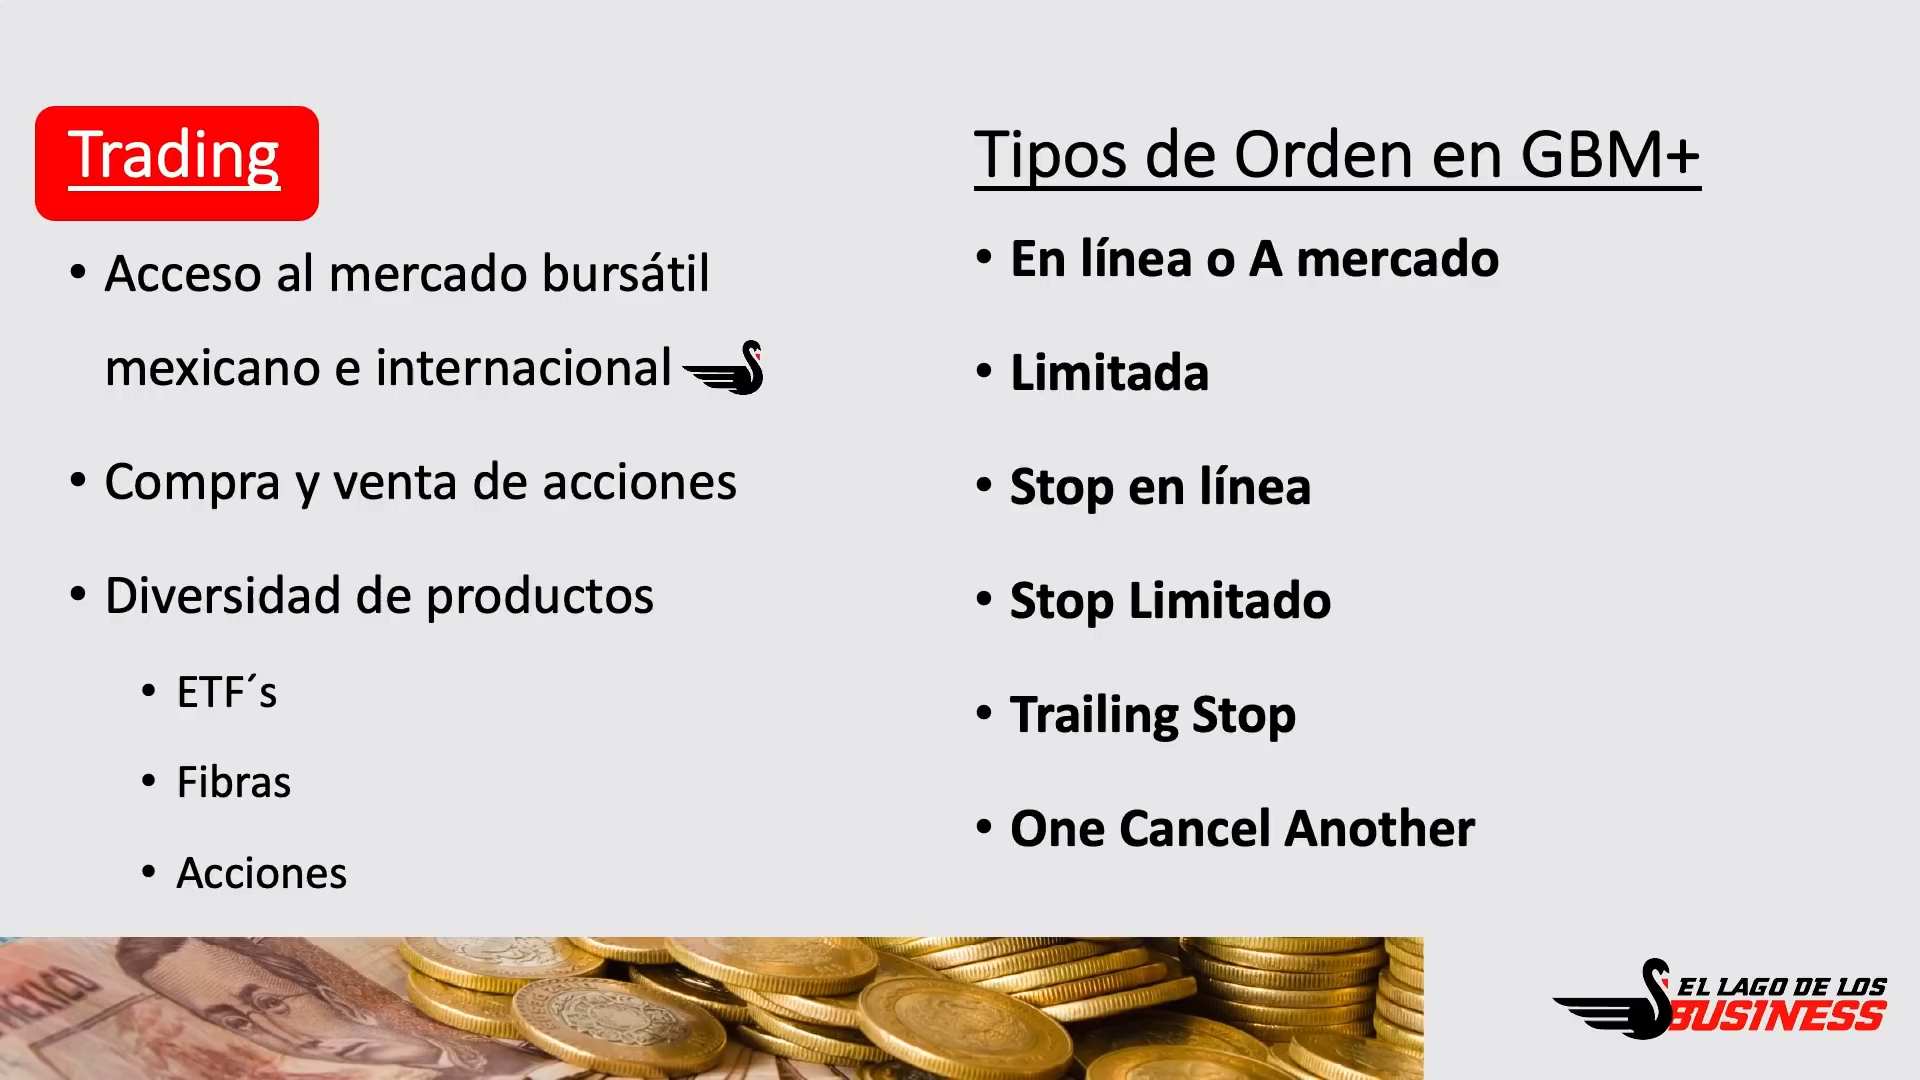 Trading
• Acceso al mercado bursátil
mexicano e internacional
• Compra y venta de acciones
• Diversidad de productos
• ETF´s
• Fibras
• Acciones
Tipos de Orden en GBM+
• En línea o A mercado
• Limitada
• Stop en línea
• Stop Limitado
• Trailing Stop
• One Cancel Another
MÉXICO
EL LAGO DE LOS
BUSINESS